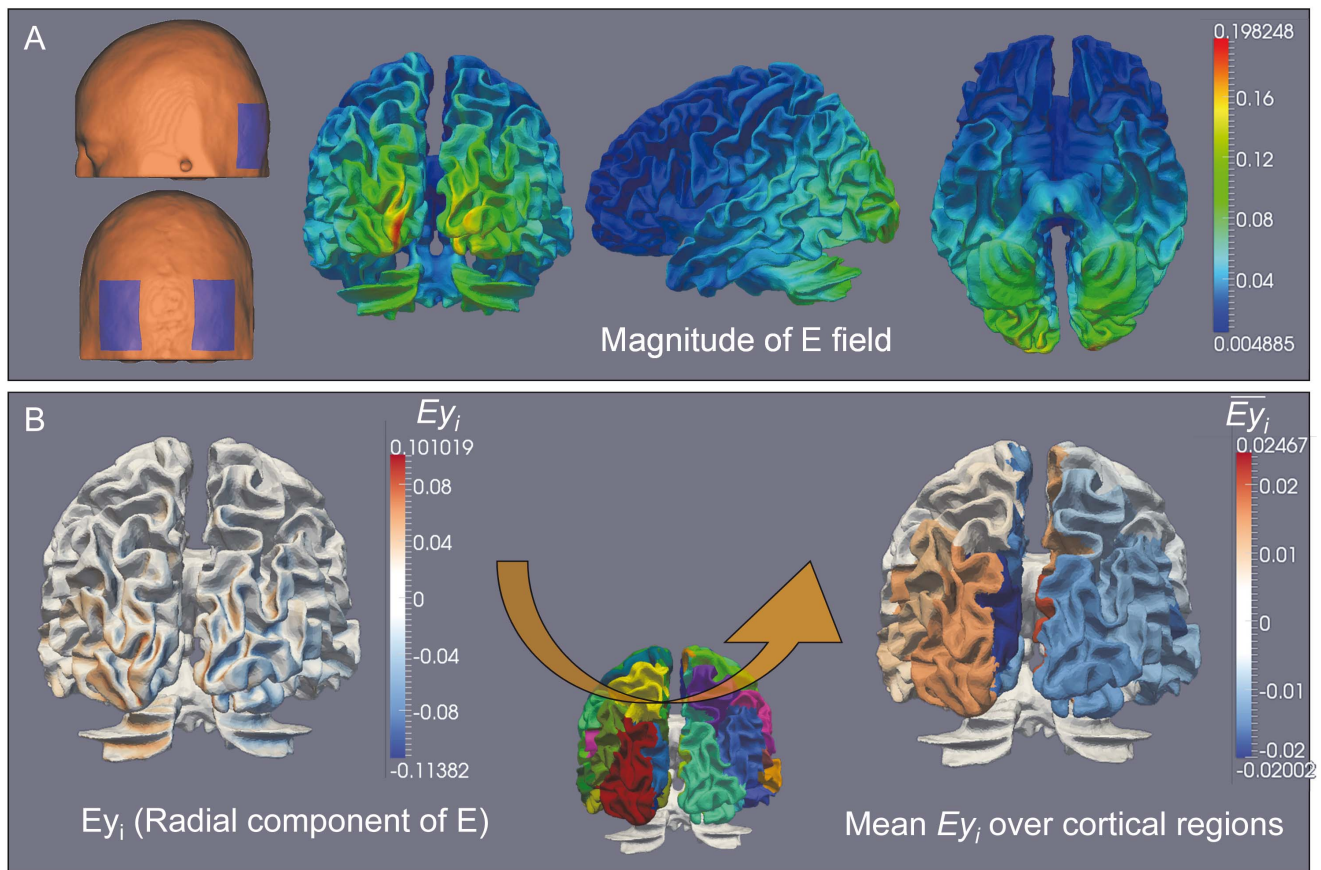 A
0.198248
0.16
0.12
0.08
0.04
0.004885
Magnitude of E field
B
Eyᵢ
0.101019
0.08
0.04
0
-0.04
-0.08
-0.11382
Eyᵢ (Radial component of E)
E̅y̅ᵢ
0.02467
0.02
0.01
0
-0.01
-0.02
-0.02002
Mean Eyᵢ over cortical regions